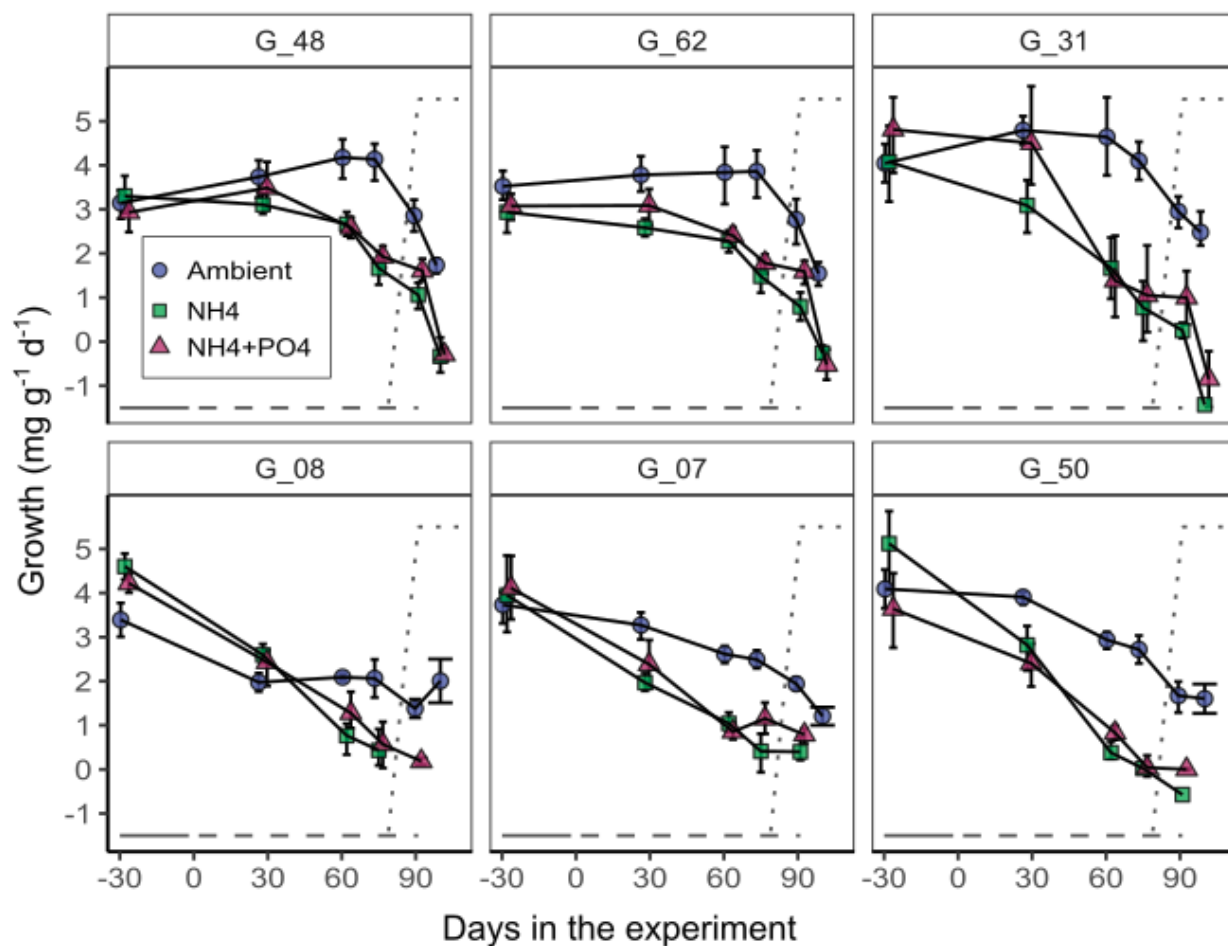 G_48 G_62 G_31
5
4
3
2
1
0
-1
Ambient
NH4
NH4+PO4
G_08 G_07 G_50
5
4
3
2
1
0
-1
-30 0 30 60 90 -30 0 30 60 90 -30 0 30 60 90
Growth (mg g⁻¹ d⁻¹)
Days in the experiment